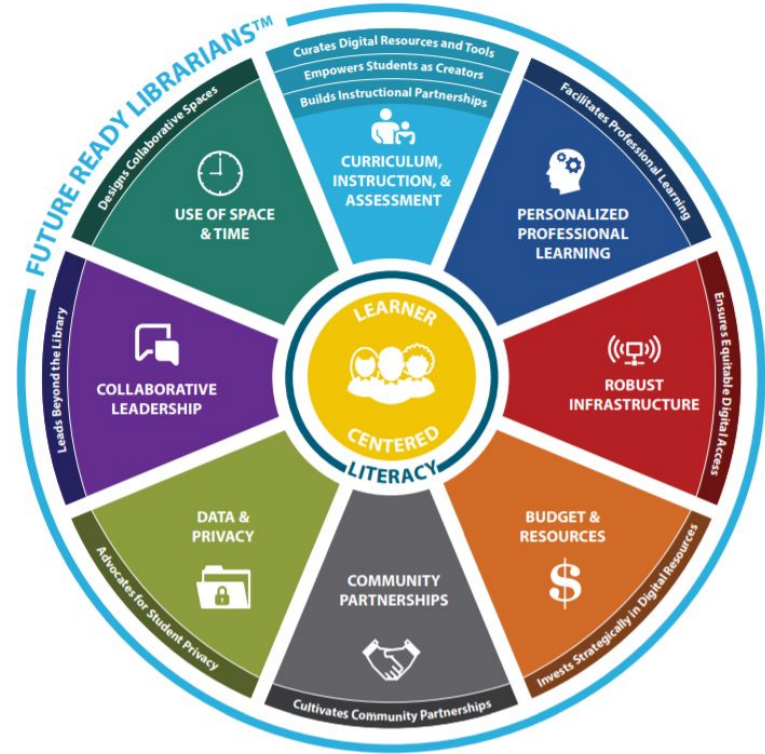 FUTURE READY LIBRARIANS™
Curates Digital Resources and Tools
Empowers Students as Creators
Builds Instructional Partnerships
CURRICULUM,
INSTRUCTION, &
ASSESSMENT
Facilitates Professional Learning
PERSONALIZED
PROFESSIONAL
LEARNING
Ensures Equitable Digital Access
ROBUST
INFRASTRUCTURE
Invests Strategically in Digital Resources
BUDGET &
RESOURCES
$
Cultivates Community Partnerships
COMMUNITY
PARTNERSHIPS
Advocates for Student Privacy
DATA &
PRIVACY
Leads Beyond the Library
COLLABORATIVE
LEADERSHIP
Designs Collaborative Spaces
USE OF SPACE
& TIME
LEARNER
CENTERED
LITERACY